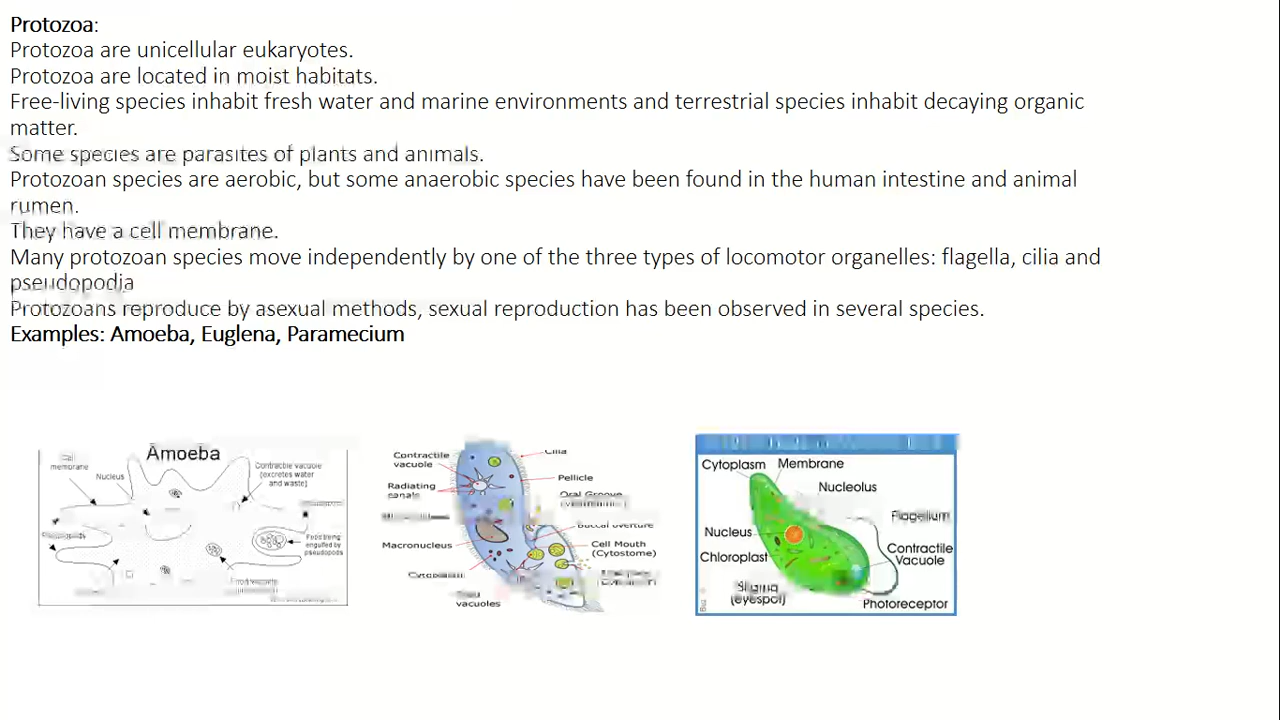 Protozoa:
Protozoa are unicellular eukaryotes.
Protozoa are located in moist habitats.
Free-living species inhabit fresh water and marine environments and terrestrial species inhabit decaying organic
matter.
Some species are parasites of plants and animals.
Protozoan species are aerobic, but some anaerobic species have been found in the human intestine and animal
rumen.
They have a cell membrane.
Many protozoan species move independently by one of the three types of locomotor organelles: flagella, cilia and
pseudopodia
Protozoans reproduce by asexual methods, sexual reproduction has been observed in several species.
Examples: Amoeba, Euglena, Paramecium
Amoeba
Cell
membrane
Nucleus
Contractile vacuole
(excretes water
and waste)
Food being
engulfed by
pseudopods
Contractile
vacuole
Radiating
canals
Macronucleus
Cytoplasm
vacuoles
Cilia
Pellicle
Oral Groove
Cell Mouth
(Cytostome)
Cytoplasm
Membrane
Nucleolus
Flagellum
Nucleus
Chloroplast
Contractile
Vacuole
Stigma
(eyespot)
Photoreceptor